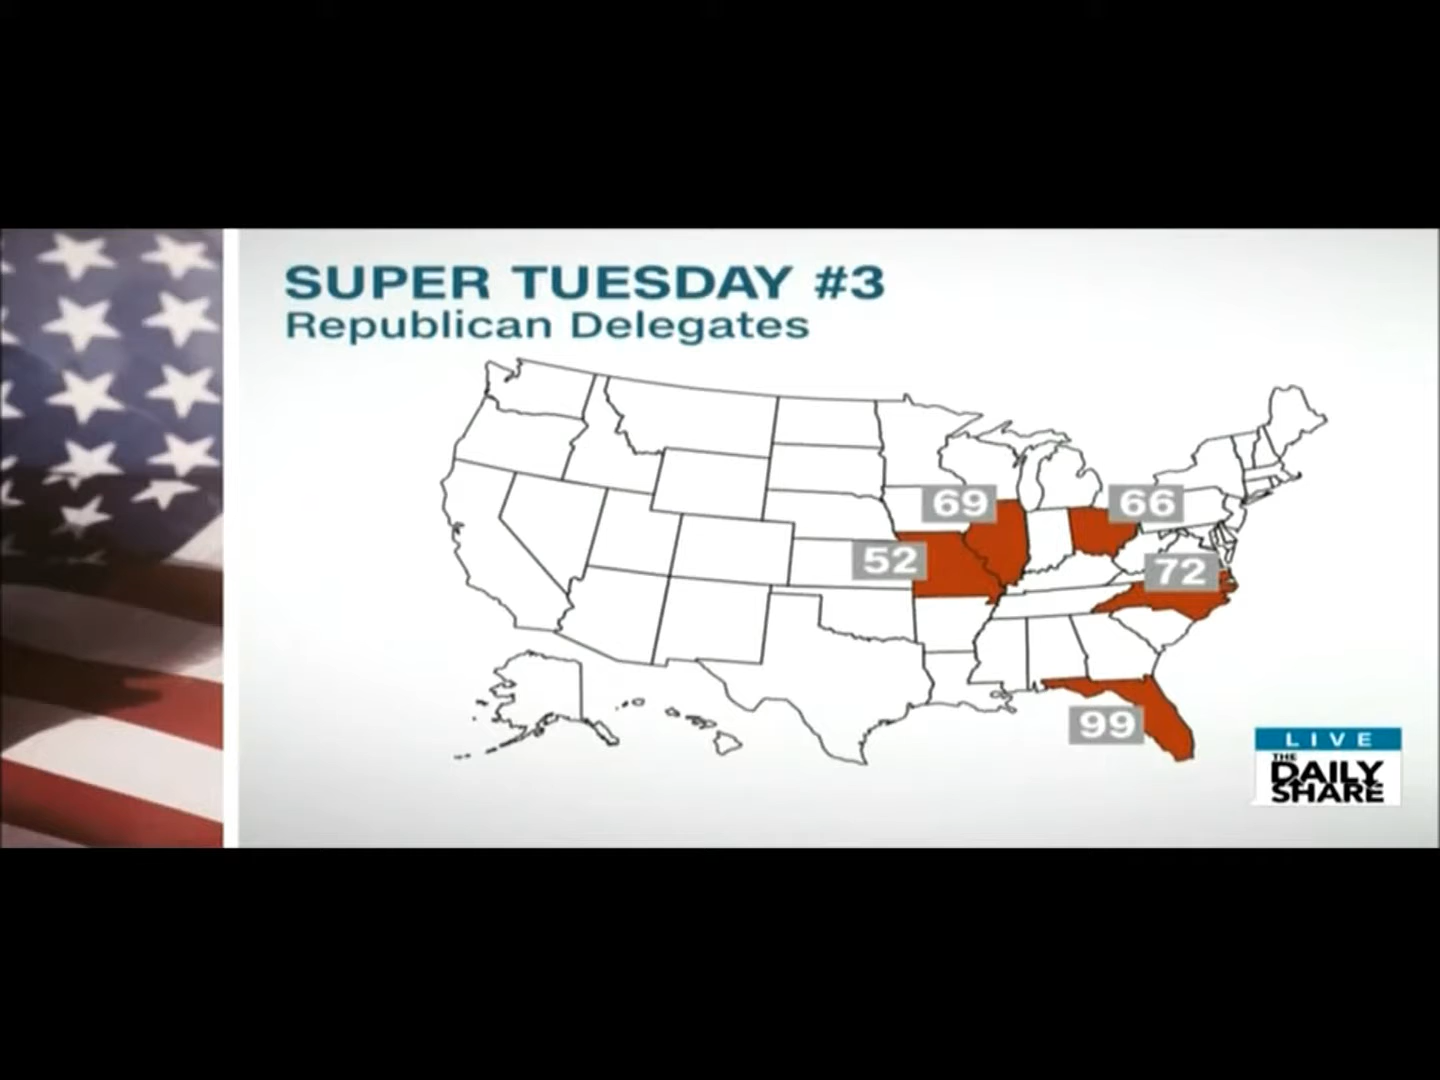 SUPER TUESDAY #3
Republican Delegates
69
66
52
72
99
LIVE
THE
DAILY
SHARE